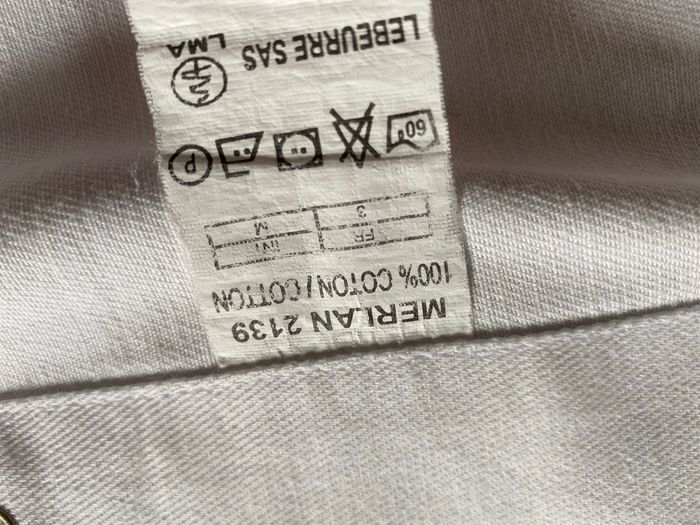 MERLAN 2139
100% COTON / COTTON
FR INT
3 M
60° P
LEBEURRE SAS
LMA